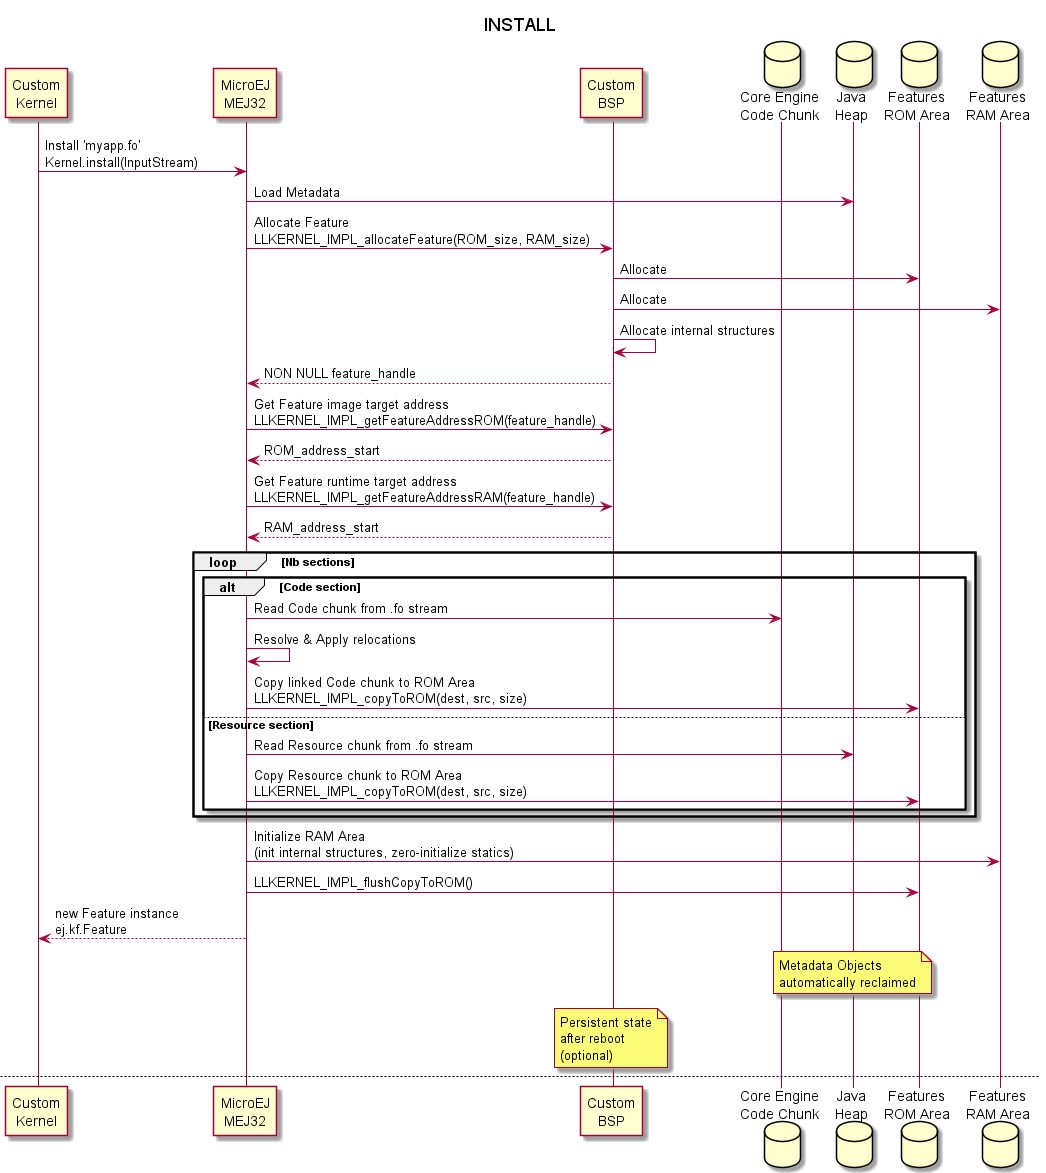 INSTALL
Custom
Kernel
MicroEJ
MEJ32
Custom
BSP
Core Engine
Code Chunk
Java
Heap
Features
ROM Area
Features
RAM Area
Install 'myapp.fo'
Kernel.install(InputStream)
Load Metadata
Allocate Feature
LLKERNEL_IMPL_allocateFeature(ROM_size, RAM_size)
Allocate
Allocate
Allocate internal structures
NON NULL feature_handle
Get Feature image target address
LLKERNEL_IMPL_getFeatureAddressROM(feature_handle)
ROM_address_start
Get Feature runtime target address
LLKERNEL_IMPL_getFeatureAddressRAM(feature_handle)
RAM_address_start
loop [Nb sections]
alt [Code section]
Read Code chunk from .fo stream
Resolve & Apply relocations
Copy linked Code chunk to ROM Area
LLKERNEL_IMPL_copyToROM(dest, src, size)
[Resource section]
Read Resource chunk from .fo stream
Copy Resource chunk to ROM Area
LLKERNEL_IMPL_copyToROM(dest, src, size)
Initialize RAM Area
(init internal structures, zero-initialize statics)
LLKERNEL_IMPL_flushCopyToROM()
new Feature instance
ej.kf.Feature
Metadata Objects
automatically reclaimed
Persistent state
after reboot
(optional)
Custom
Kernel
MicroEJ
MEJ32
Custom
BSP
Core Engine
Code Chunk
Java
Heap
Features
ROM Area
Features
RAM Area